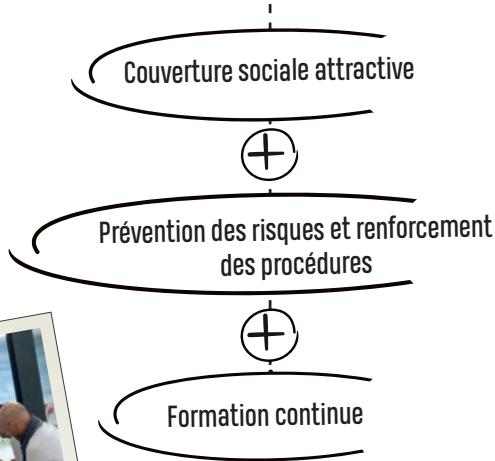 Couverture sociale attractive
+
Prévention des risques et renforcement
des procédures
+
Formation continue